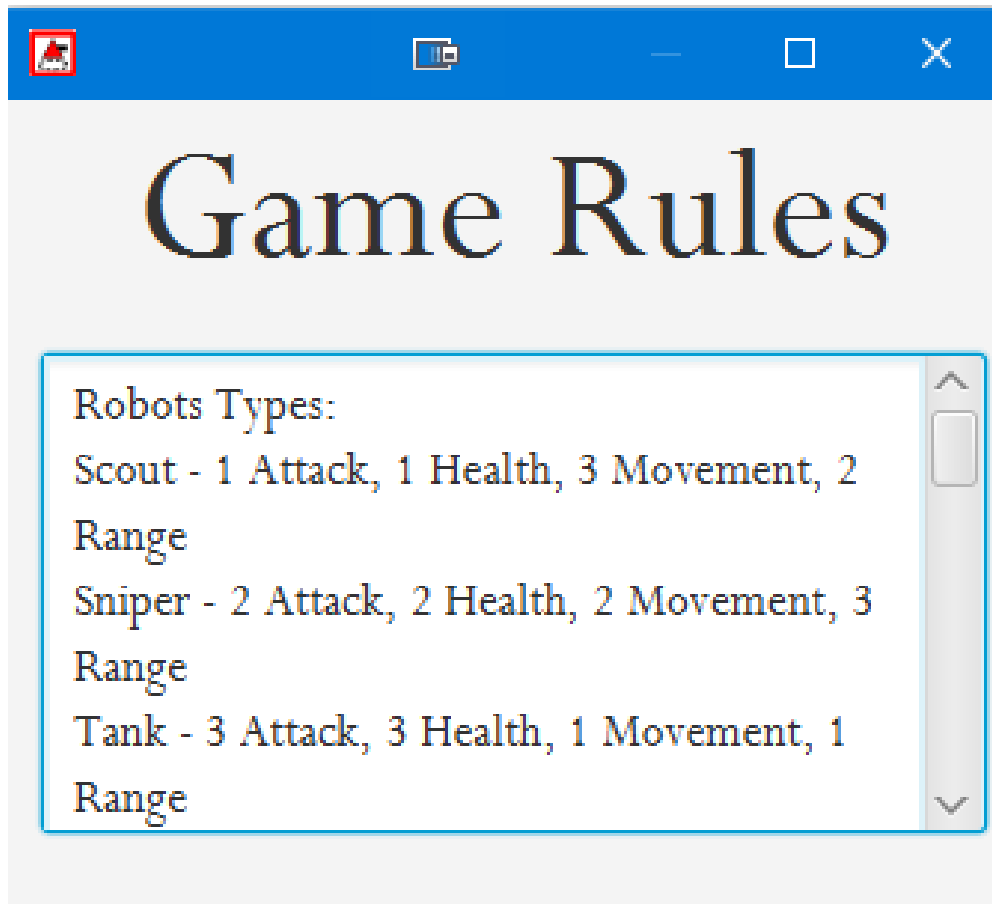 Game Rules
Robots Types:
Scout - 1 Attack, 1 Health, 3 Movement, 2
Range
Sniper - 2 Attack, 2 Health, 2 Movement, 3
Range
Tank - 3 Attack, 3 Health, 1 Movement, 1
Range